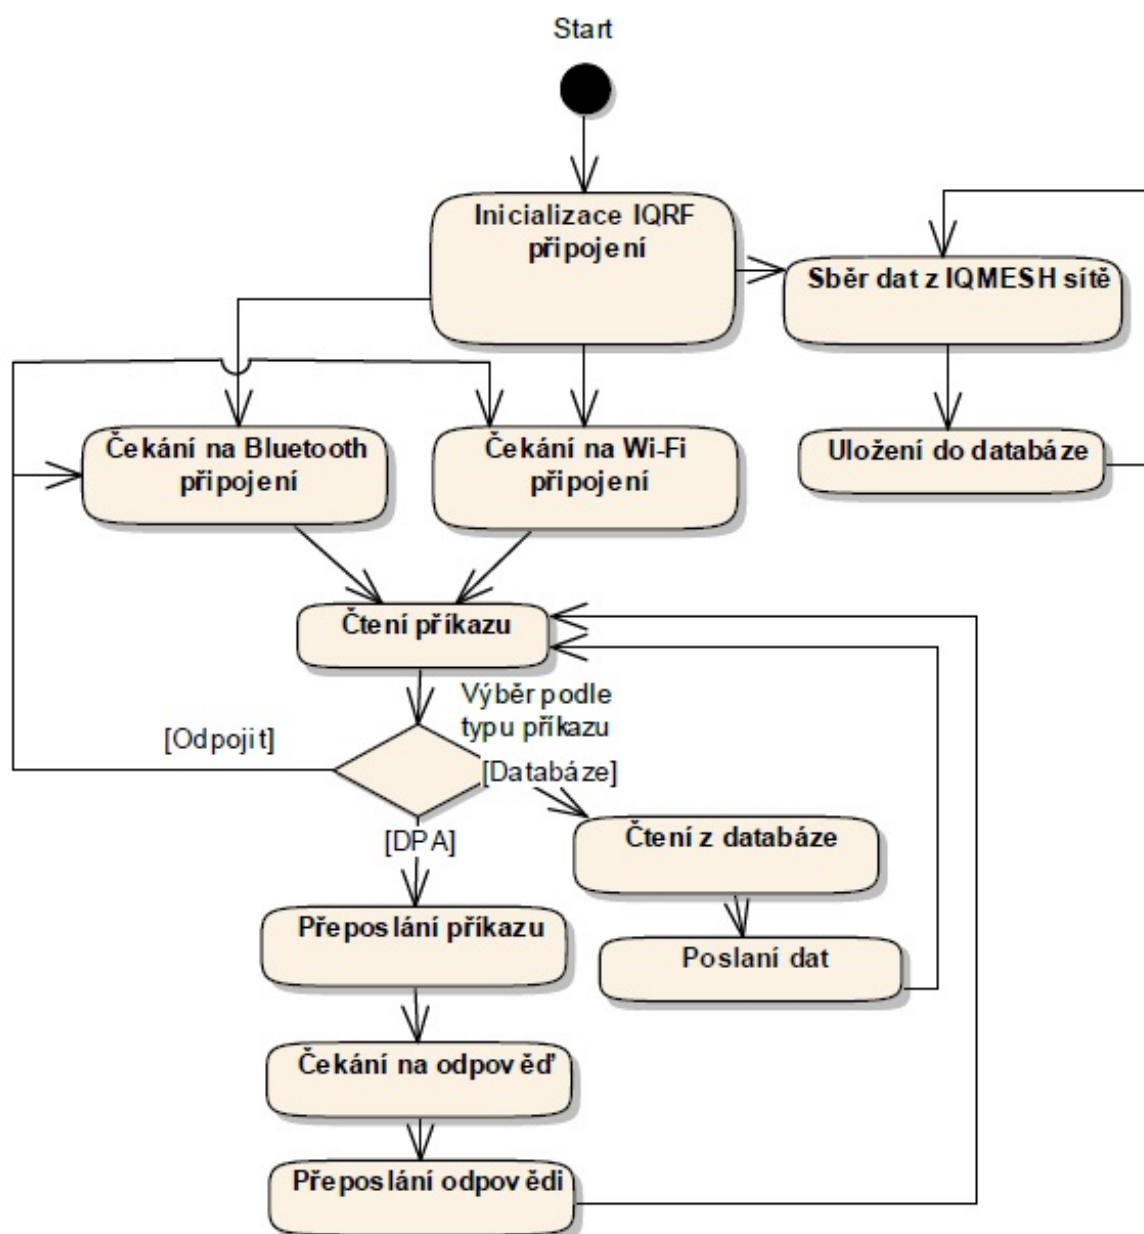 Start
Inicializace IQRF
připojení
Sběr dat z IQMESH sítě
Čekání na Bluetooth
připojení
Čekání na Wi-Fi
připojení
Uložení do databáze
Čtení příkazu
Výběr podle
typu příkazu
[Odpojit]
[Databáze]
[DPA]
Čtení z databáze
Přeposlání příkazu
Poslaní dat
Čekání na odpověď
Přeposlání odpovědi